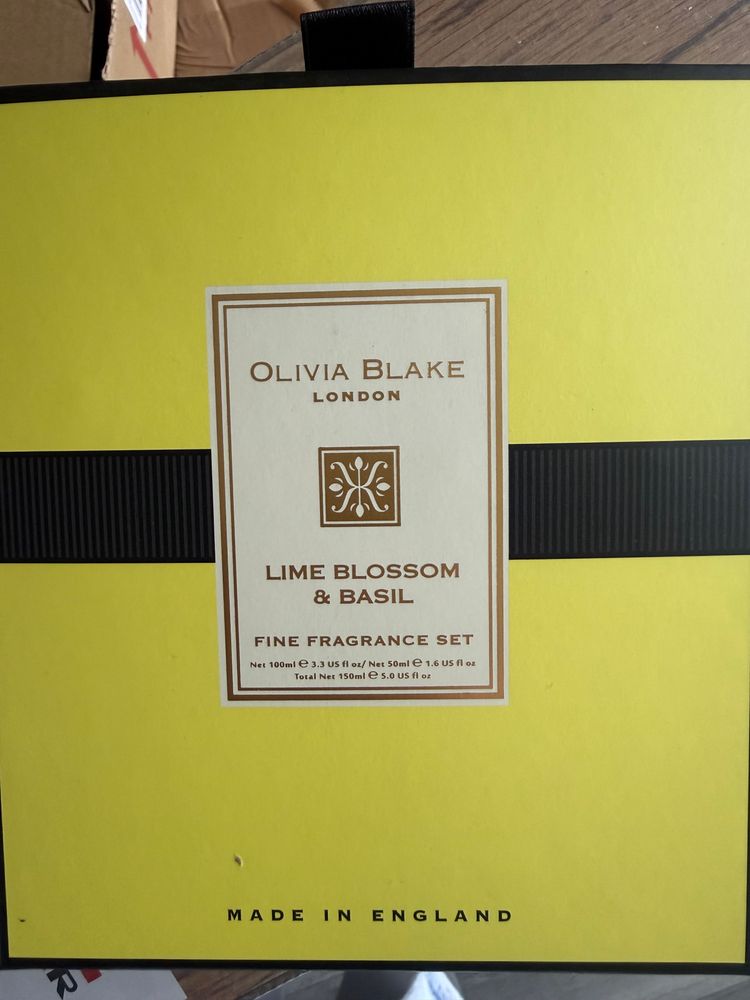 OLIVIA BLAKE
LONDON
LIME BLOSSOM
& BASIL
FINE FRAGRANCE SET
Net 100ml ℮ 3.3 US fl oz/ Net 50ml ℮ 1.6 US fl oz
Total Net 150ml ℮ 5.0 US fl oz
MADE IN ENGLAND
R